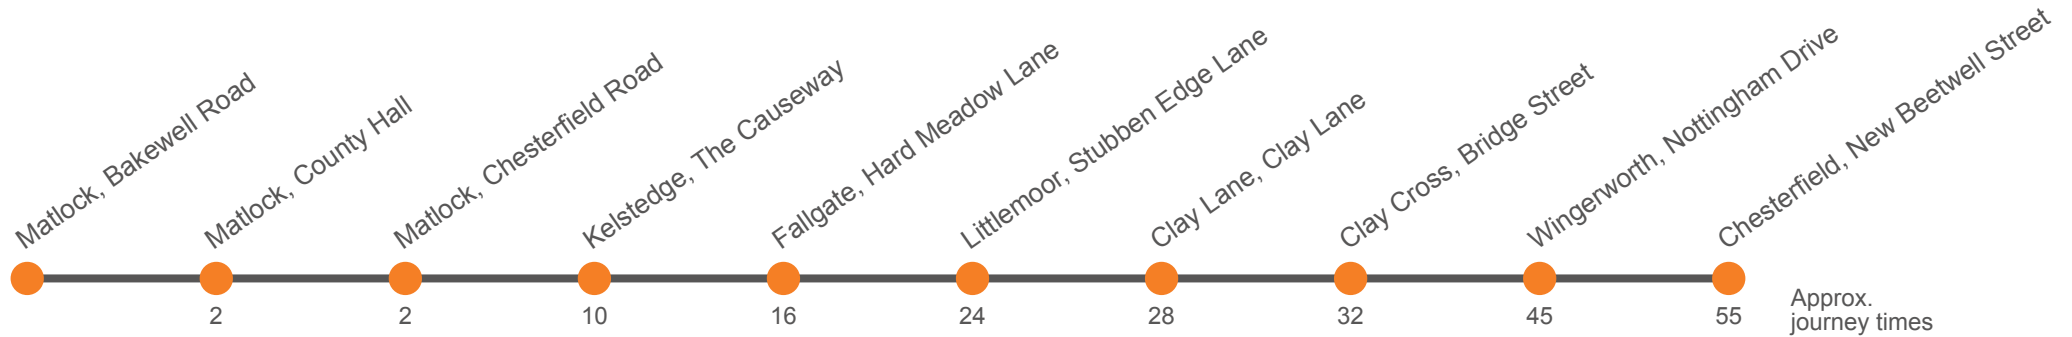 Matlock, Bakewell Road
Matlock, County Hall
Matlock, Chesterfield Road
Kelstedge, The Causeway
Fallgate, Hard Meadow Lane
Littlemoor, Stubben Edge Lane
Clay Lane, Clay Lane
Clay Cross, Bridge Street
Wingerworth, Nottingham Drive
Chesterfield, New Beetwell Street
2
2
10
16
24
28
32
45
55
Approx.
journey times